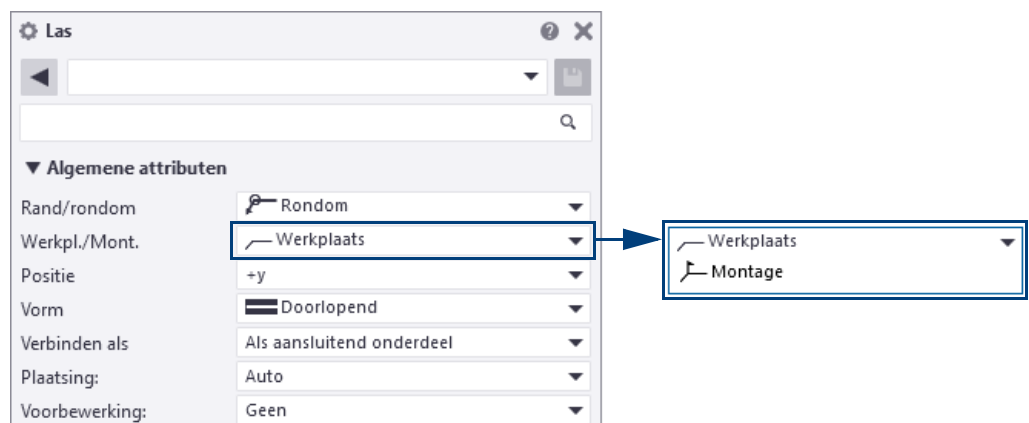 Las
Algemene attributen
Rand/rondom Rondom
Werkpl./Mont. Werkplaats
Positie +y
Vorm Doorlopend
Verbinden als Als aansluitend onderdeel
Plaatsing: Auto
Voorbewerking: Geen
Werkplaats
Montage